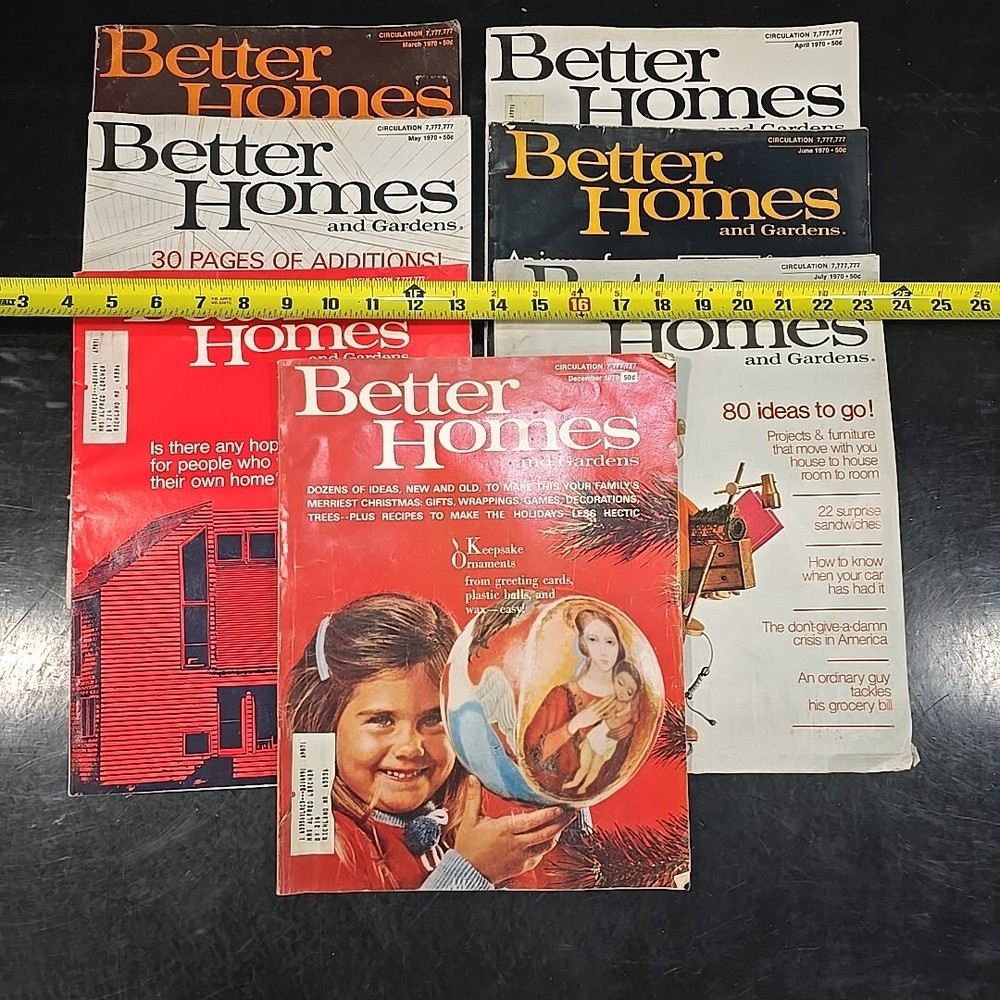 Better
Homes
CIRCULATION 7,777,777
March 1970 • 50¢
Better
Homes
and Gardens
CIRCULATION 7,777,777
April 1970 • 50¢
Better
Homes
and Gardens®
CIRCULATION 7,777,777
May 1970 • 50¢
30 PAGES OF ADDITIONS!
Better
Homes
and Gardens®
CIRCULATION 7,777,777
June 1970 • 50¢
3 4 5 6 7 8 9 10 11 12 13 14 15 16 17 18 19 20 21 22 23 24 25 26
CIRCULATION 7,777,777
Homes
and Gardens
Is there any hop
for people who
their own home
CIRCULATION 7,777,777
July 1970 • 50¢
Homes
and Gardens®
80 ideas to go!
Projects & furniture
that move with you
house to house
room to room
22 surprise
sandwiches
How to know
when your car
has had it
The don't-give-a-damn
crisis in America
An ordinary guy
tackles
his grocery bill
CIRCULATION 7,777,777
December 1970 50¢
Better
Homes
and Gardens
DOZENS OF IDEAS, NEW AND OLD, TO MAKE THIS YOUR FAMILY'S
MERRIEST CHRISTMAS: GIFTS, WRAPPINGS, GAMES, DECORATIONS,
TREES--PLUS RECIPES TO MAKE THE HOLIDAYS LESS HECTIC
Keepsake
Ornaments
from greeting cards,
plastic balls, and
wax—easy!